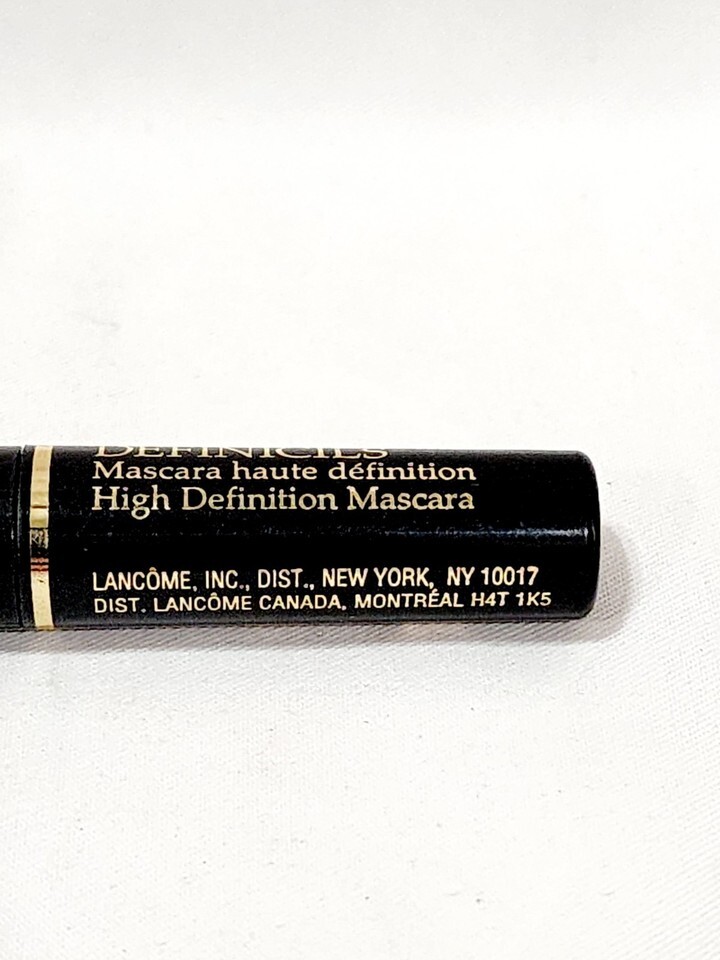 DÉFINICILS
Mascara haute définition
High Definition Mascara
LANCÔME, INC., DIST., NEW YORK, NY 10017
DIST. LANCÔME CANADA, MONTRÉAL H4T 1K5